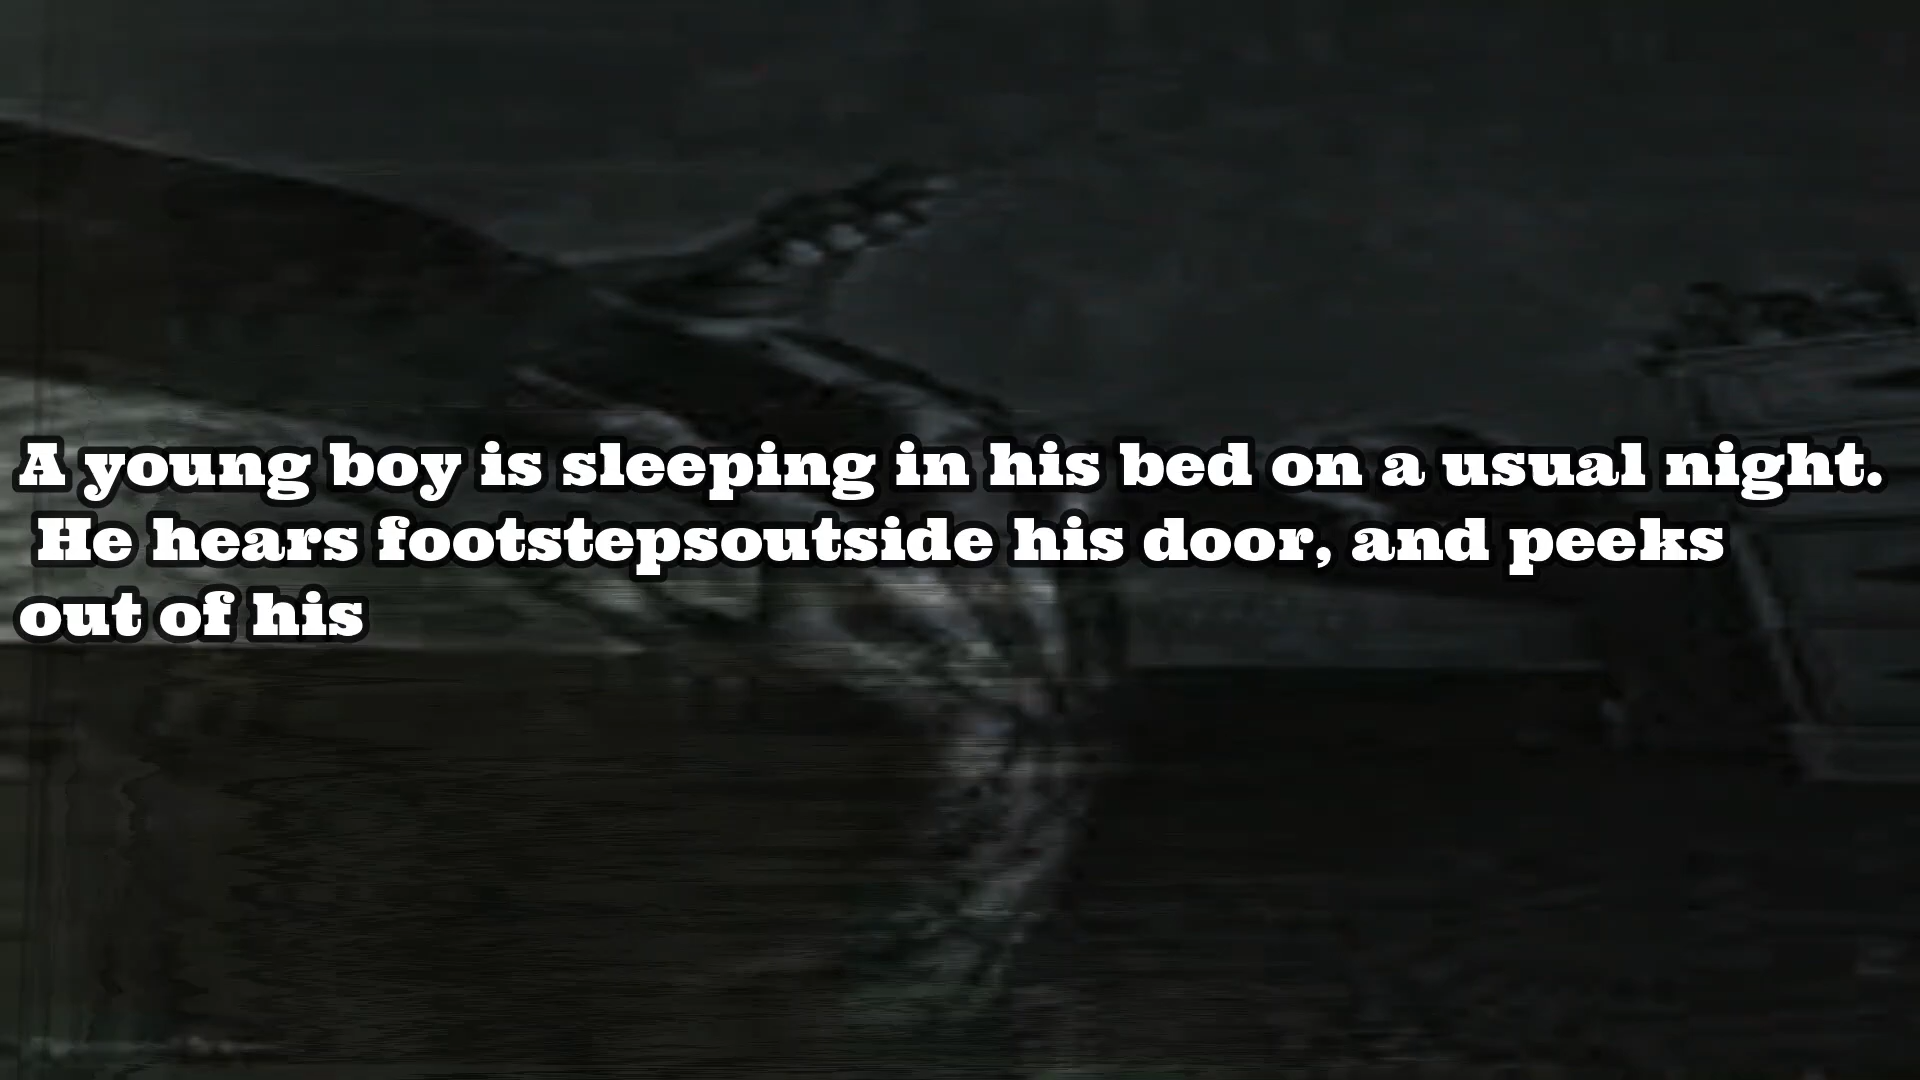 A young boy is sleeping in his bed on a usual night.
He hears footstepsoutside his door, and peeks
out of his